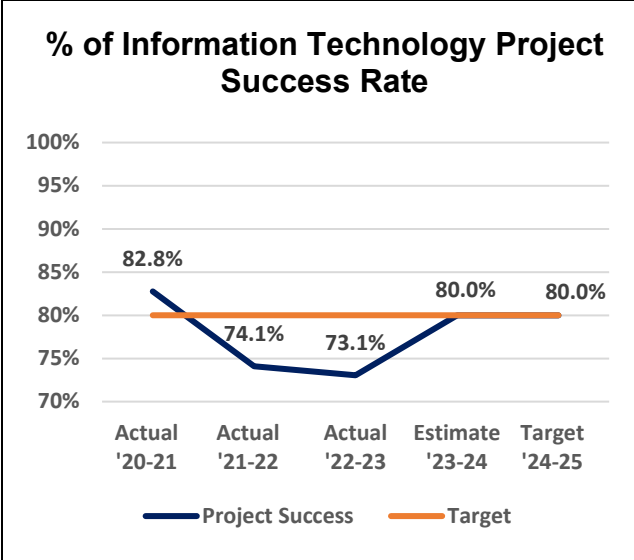 % of Information Technology Project
Success Rate
100%
95%
90%
85%
80%
75%
70%
82.8%
74.1%
73.1%
80.0%
80.0%
Actual
'20-21
Actual
'21-22
Actual
'22-23
Estimate
'23-24
Target
'24-25
Project Success
Target